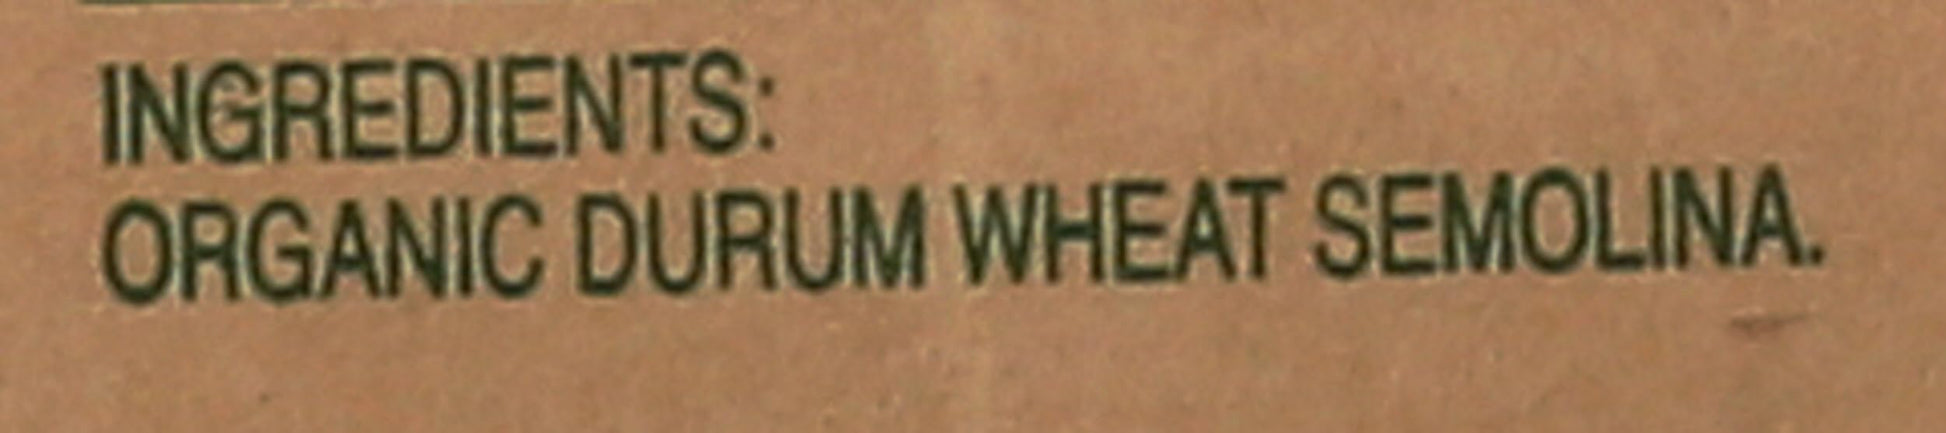 INGREDIENTS:
ORGANIC DURUM WHEAT SEMOLINA.